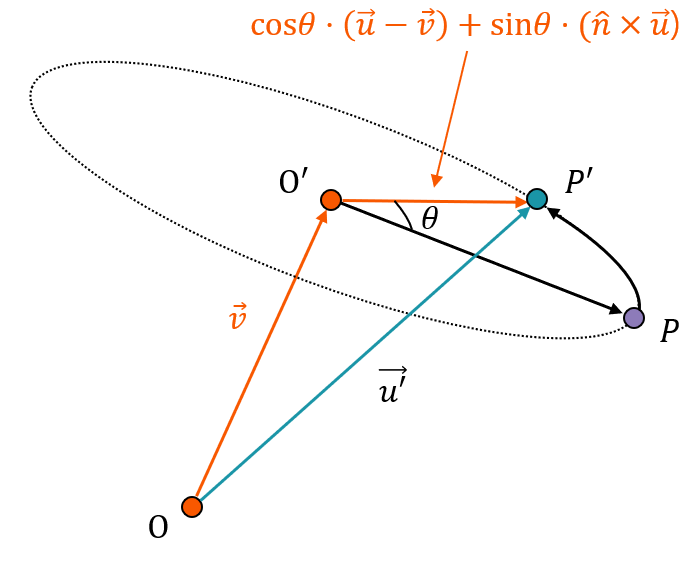 cosθ · (u⃗ − v⃗) + sinθ · (n̂ × u⃗)
O′
P′
θ
v⃗
P
u′⃗
O